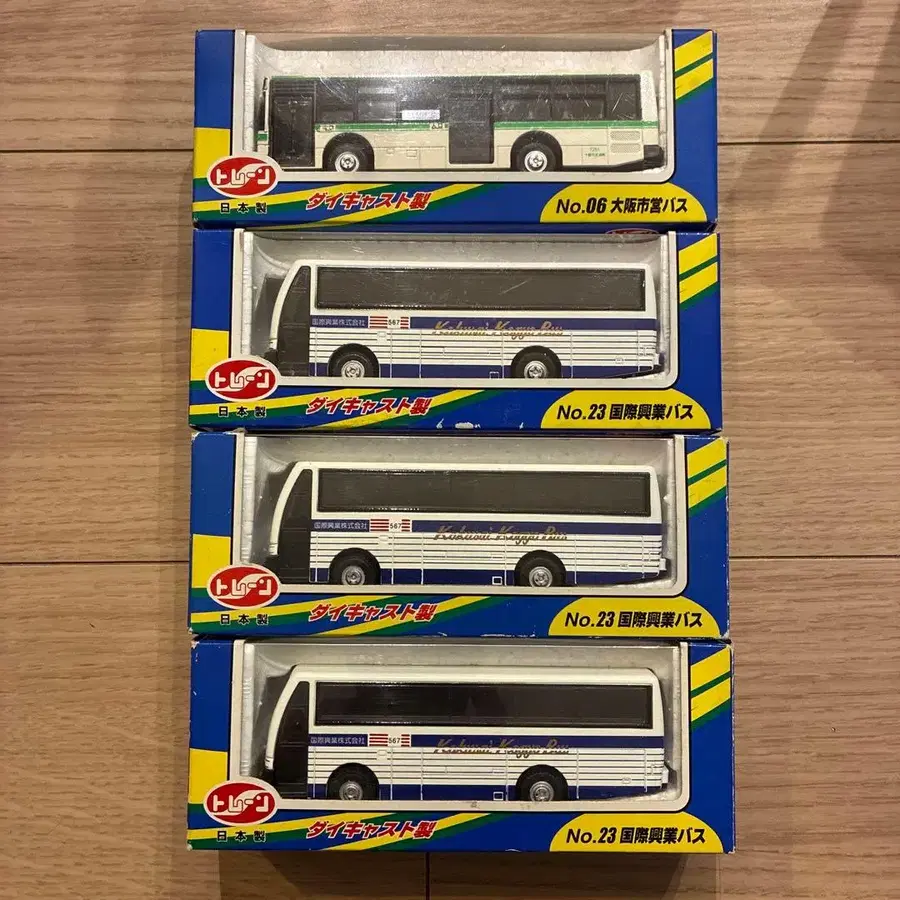 トレーン
日本製
ダイキャスト製
No.06 大阪市営バス
国際興業株式会社
567
Kokusai Kogyo Bus
トレーン
日本製
ダイキャスト製
No.23 国際興業バス
国際興業株式会社
567
Kokusai Kogyo Bus
トレーン
日本製
ダイキャスト製
No.23 国際興業バス
国際興業株式会社
567
Kokusai Kogyo Bus
トレーン
日本製
ダイキャスト製
No.23 国際興業バス